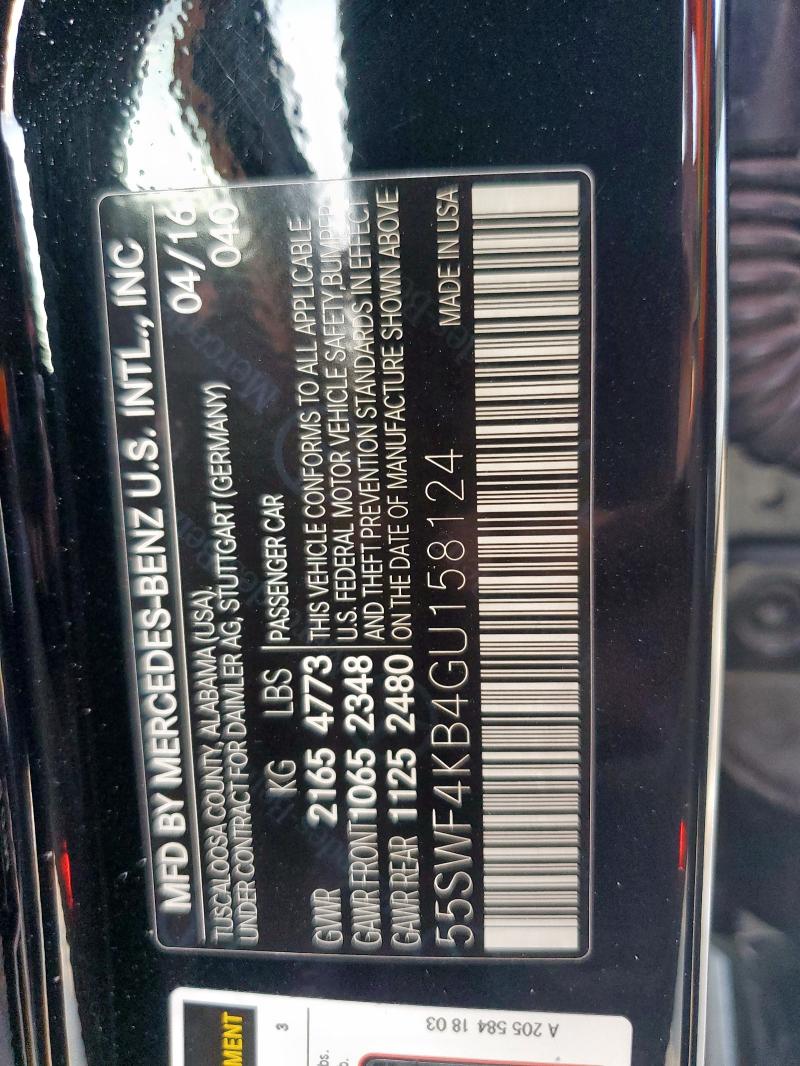 MFD BY MERCEDES-BENZ U.S. INTL., INC
TUSCALOOSA COUNTY, ALABAMA (USA), 04/16
UNDER CONTRACT FOR DAIMLER AG, STUTTGART (GERMANY) 040
KG LBS PASSENGER CAR
GVWR 2165 4773 THIS VEHICLE CONFORMS TO ALL APPLICABLE
GAWR FRONT 1065 2348 U.S. FEDERAL MOTOR VEHICLE SAFETY, BUMPER,
GAWR REAR 1125 2480 AND THEFT PREVENTION STANDARDS IN EFFECT
ON THE DATE OF MANUFACTURE SHOWN ABOVE
55SWF4KB4GU158124 MADE IN USA
MENT
3
bs.
A 205 584 18 03